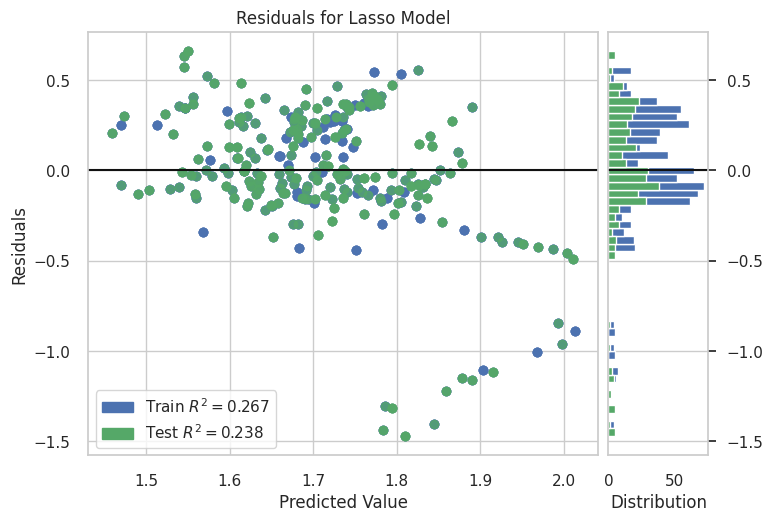 Residuals for Lasso Model
Residuals
0.5
0.0
−0.5
−1.0
−1.5
Train R² = 0.267
Test R² = 0.238
1.5 1.6 1.7 1.8 1.9 2.0
Predicted Value
0.5
0.0
−0.5
−1.0
−1.5
0 50
Distribution